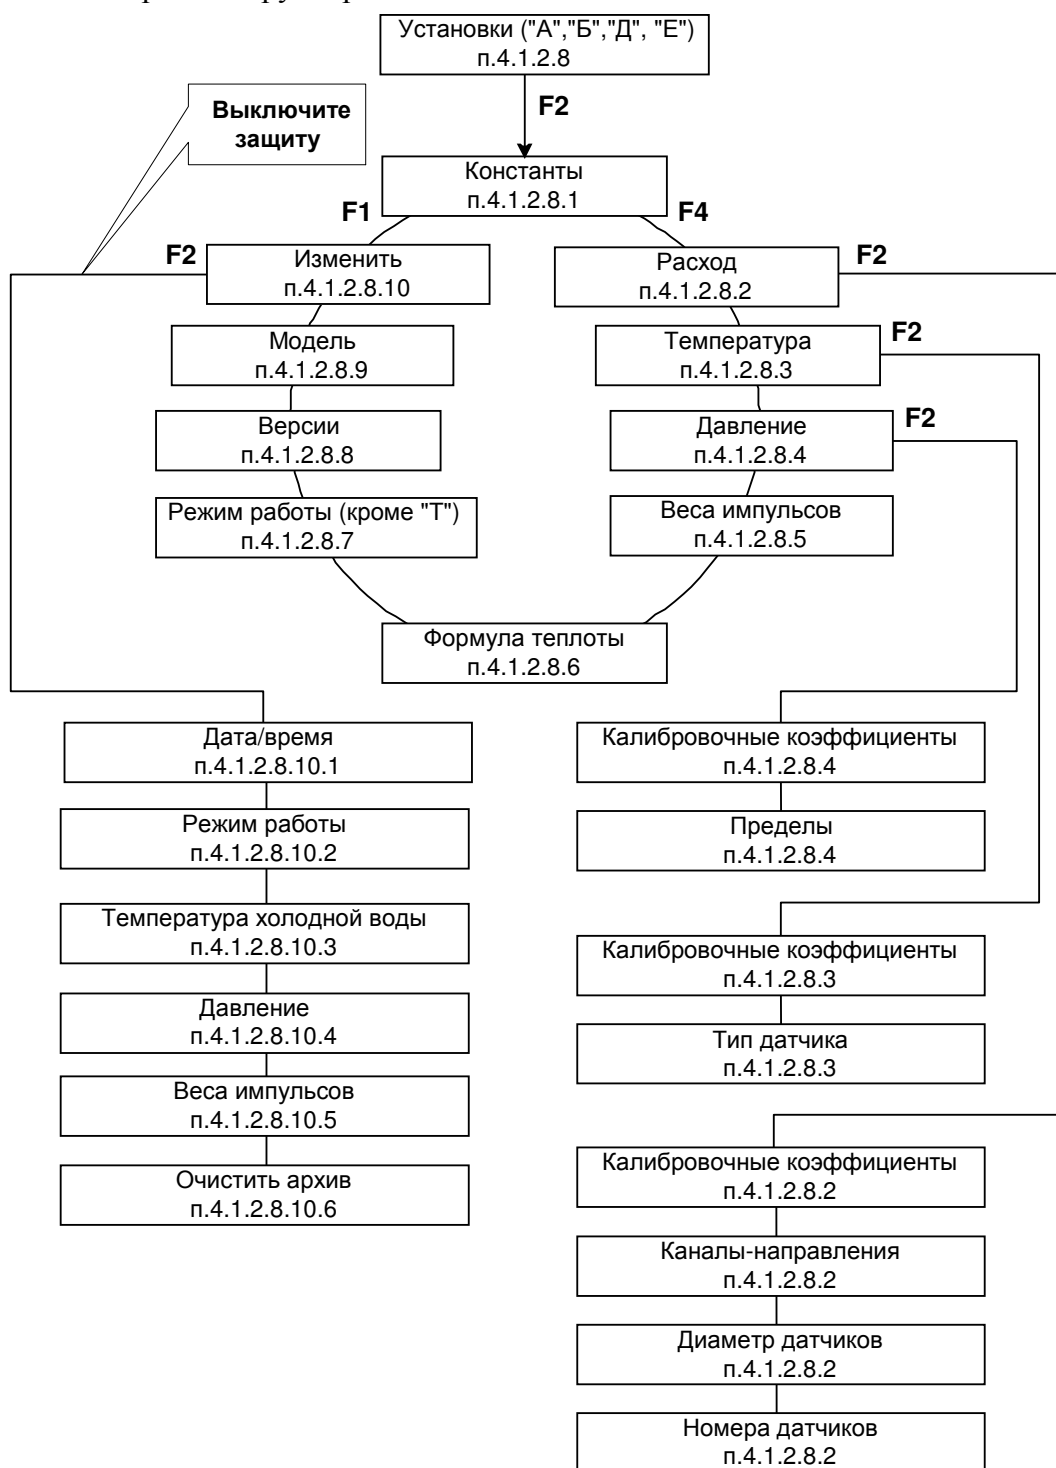 Установки ("А","Б","Д", "Е")
п.4.1.2.8
F2
Выключите
защиту
Константы
п.4.1.2.8.1
F1
F4
F2
Изменить
п.4.1.2.8.10
Расход
п.4.1.2.8.2
F2
Модель
п.4.1.2.8.9
Температура
п.4.1.2.8.3
F2
Версии
п.4.1.2.8.8
Давление
п.4.1.2.8.4
F2
Режим работы (кроме "Т")
п.4.1.2.8.7
Веса импульсов
п.4.1.2.8.5
Формула теплоты
п.4.1.2.8.6
Дата/время
п.4.1.2.8.10.1
Режим работы
п.4.1.2.8.10.2
Температура холодной воды
п.4.1.2.8.10.3
Давление
п.4.1.2.8.10.4
Веса импульсов
п.4.1.2.8.10.5
Очистить архив
п.4.1.2.8.10.6
Калибровочные коэффициенты
п.4.1.2.8.4
Пределы
п.4.1.2.8.4
Калибровочные коэффициенты
п.4.1.2.8.3
Тип датчика
п.4.1.2.8.3
Калибровочные коэффициенты
п.4.1.2.8.2
Каналы-направления
п.4.1.2.8.2
Диаметр датчиков
п.4.1.2.8.2
Номера датчиков
п.4.1.2.8.2